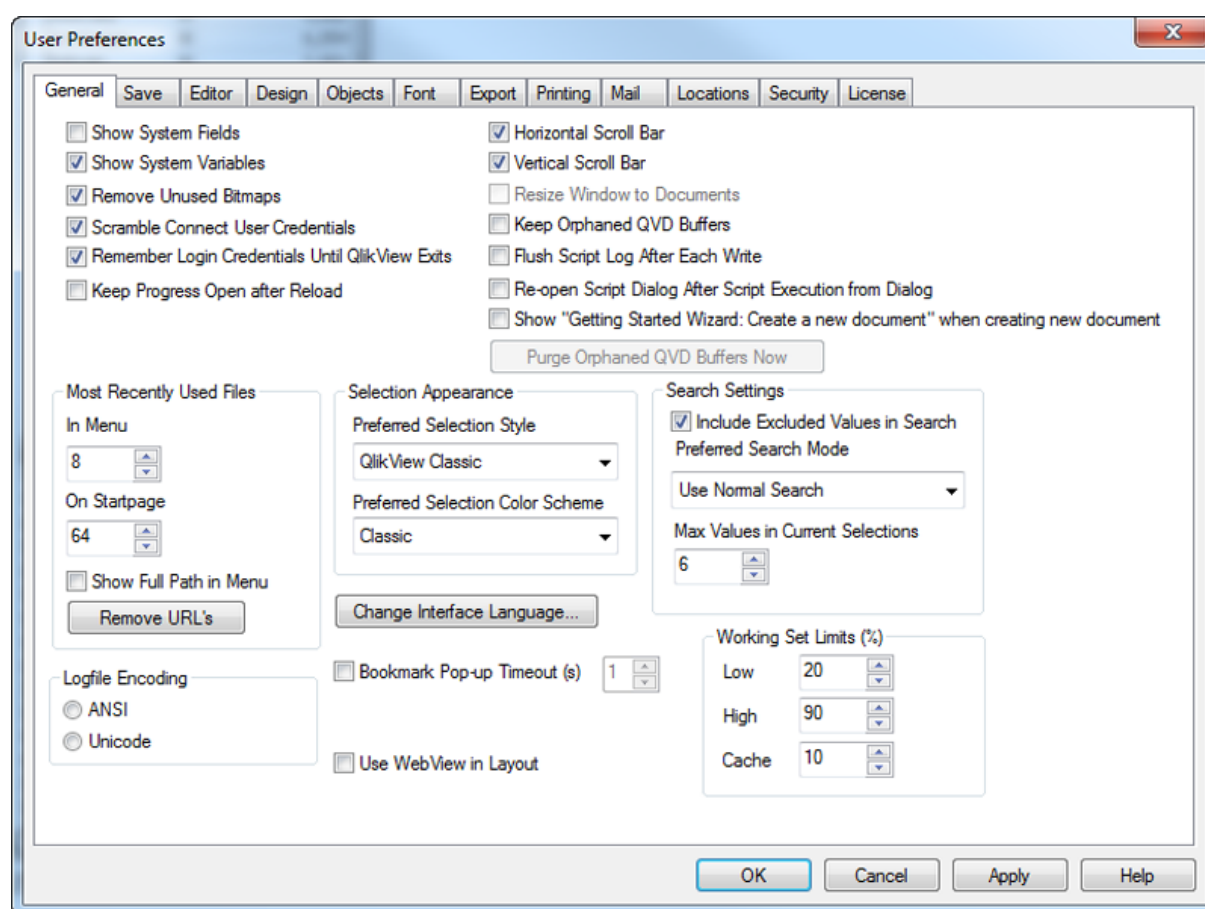 User Preferences
General Save Editor Design Objects Font Export Printing Mail Locations Security License
Show System Fields
Show System Variables
Remove Unused Bitmaps
Scramble Connect User Credentials
Remember Login Credentials Until QlikView Exits
Keep Progress Open after Reload
Horizontal Scroll Bar
Vertical Scroll Bar
Resize Window to Documents
Keep Orphaned QVD Buffers
Flush Script Log After Each Write
Re-open Script Dialog After Script Execution from Dialog
Show "Getting Started Wizard: Create a new document" when creating new document
Purge Orphaned QVD Buffers Now
Most Recently Used Files
In Menu
8
On Startpage
64
Show Full Path in Menu
Remove URL's
Selection Appearance
Preferred Selection Style
QlikView Classic
Preferred Selection Color Scheme
Classic
Search Settings
Include Excluded Values in Search
Preferred Search Mode
Use Normal Search
Max Values in Current Selections
6
Change Interface Language...
Logfile Encoding
ANSI
Unicode
Bookmark Pop-up Timeout (s) 1
Use WebView in Layout
Working Set Limits (%)
Low 20
High 90
Cache 10
OK Cancel Apply Help